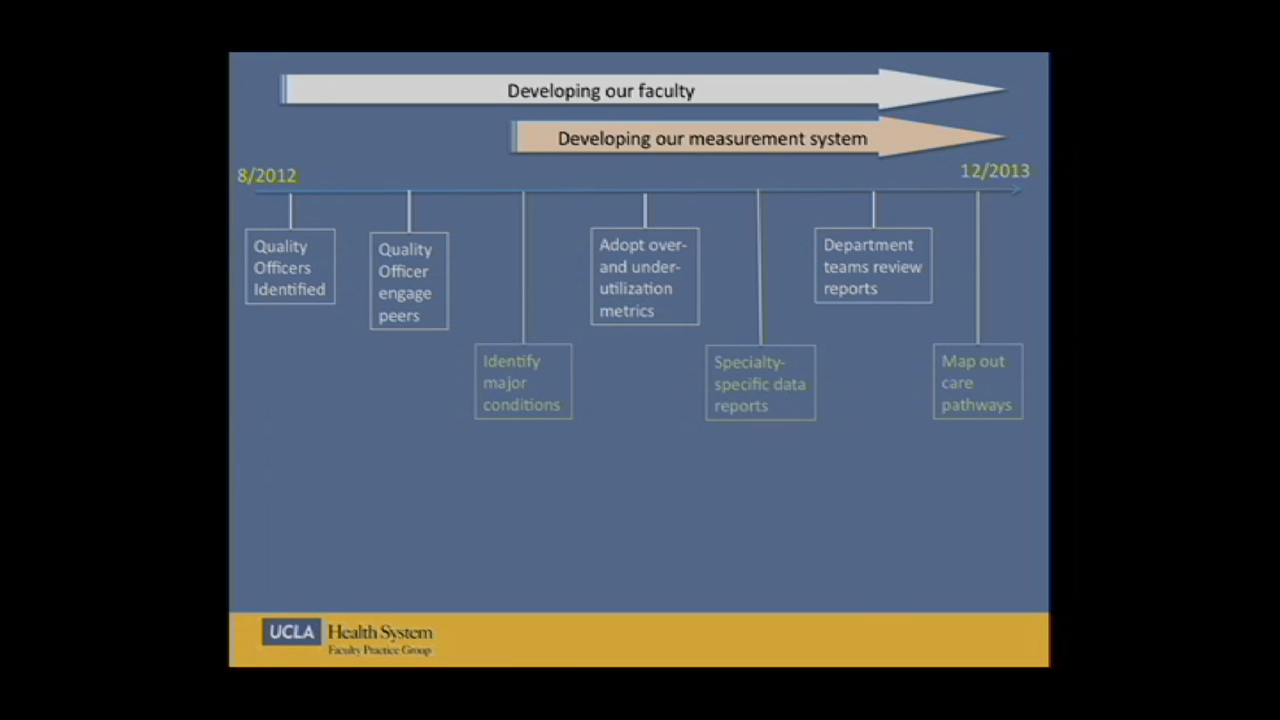 Developing our faculty
Developing our measurement system
8/2012
12/2013
Quality
Officers
Identified
Quality
Officer
engage
peers
Identify
major
conditions
Adopt over-
and under-
utilization
metrics
Specialty-
specific data
reports
Department
teams review
reports
Map out
care
pathways
UCLA Health System
Faculty Practice Group